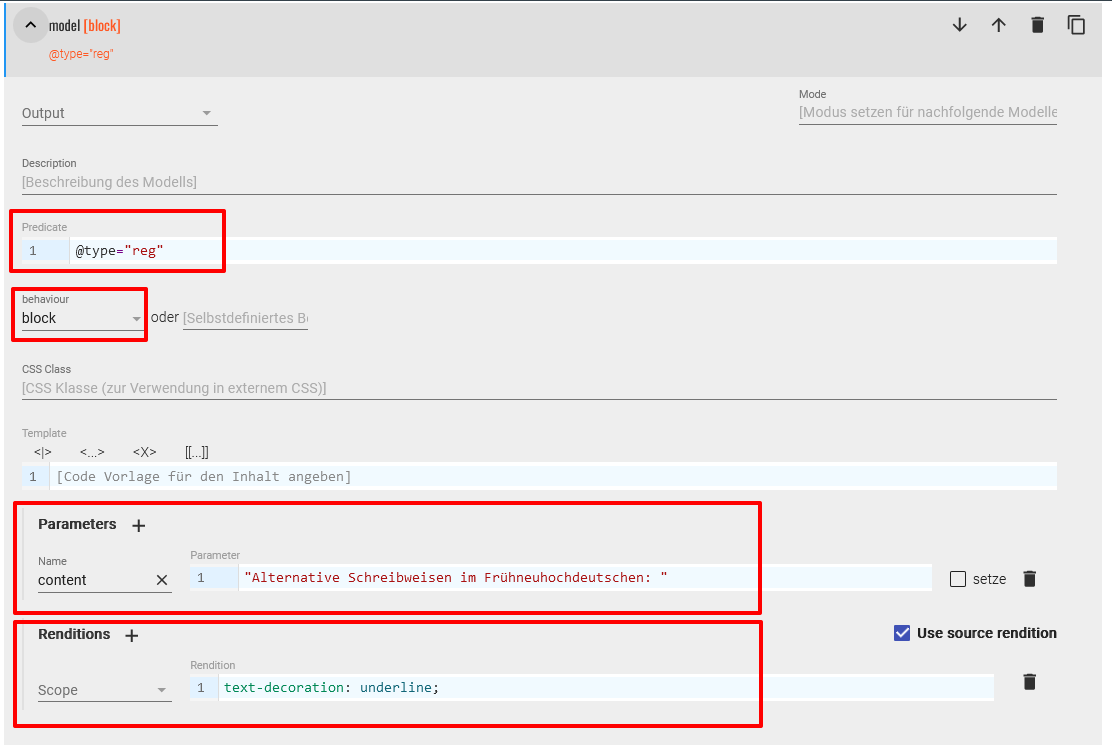 model [block]
@type="reg"
Output
Mode
[Modus setzen für nachfolgende Modelle
Description
[Beschreibung des Modells]
Predicate
1 @type="reg"
behaviour
block oder [Selbstdefiniertes B
CSS Class
[CSS Klasse (zur Verwendung in externem CSS)]
Template
<|> <...> <X> [[...]]
1 [Code Vorlage für den Inhalt angeben]
Parameters +
Name Parameter
content 1 "Alternative Schreibweisen im Frühneuhochdeutschen: " setze
Renditions + Use source rendition
Rendition
Scope 1 text-decoration: underline;